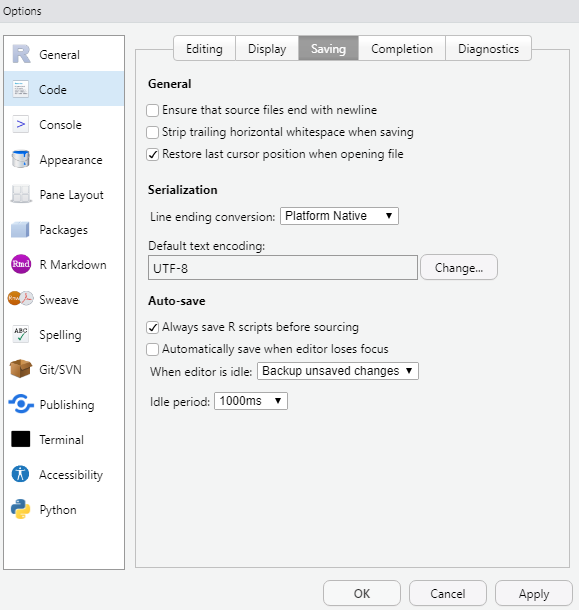 Options
General
Code
Console
Appearance
Pane Layout
Packages
Rmd R Markdown
Sweave
ABC Spelling
Git/SVN
Publishing
Terminal
Accessibility
Python
Editing Display Saving Completion Diagnostics
General
Ensure that source files end with newline
Strip trailing horizontal whitespace when saving
Restore last cursor position when opening file
Serialization
Line ending conversion: Platform Native
Default text encoding:
UTF-8 Change...
Auto-save
Always save R scripts before sourcing
Automatically save when editor loses focus
When editor is idle: Backup unsaved changes
Idle period: 1000ms
OK Cancel Apply